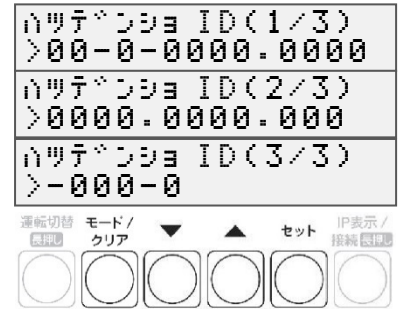 ハツデンショ ID(1/3)
>00-0-0000.0000
ハツデンショ ID(2/3)
>0000.0000.000
ハツデンショ ID(3/3)
>-000-0
運転切替 長押し
モード/クリア
▼
▲
セット
IP表示/接続 長押し